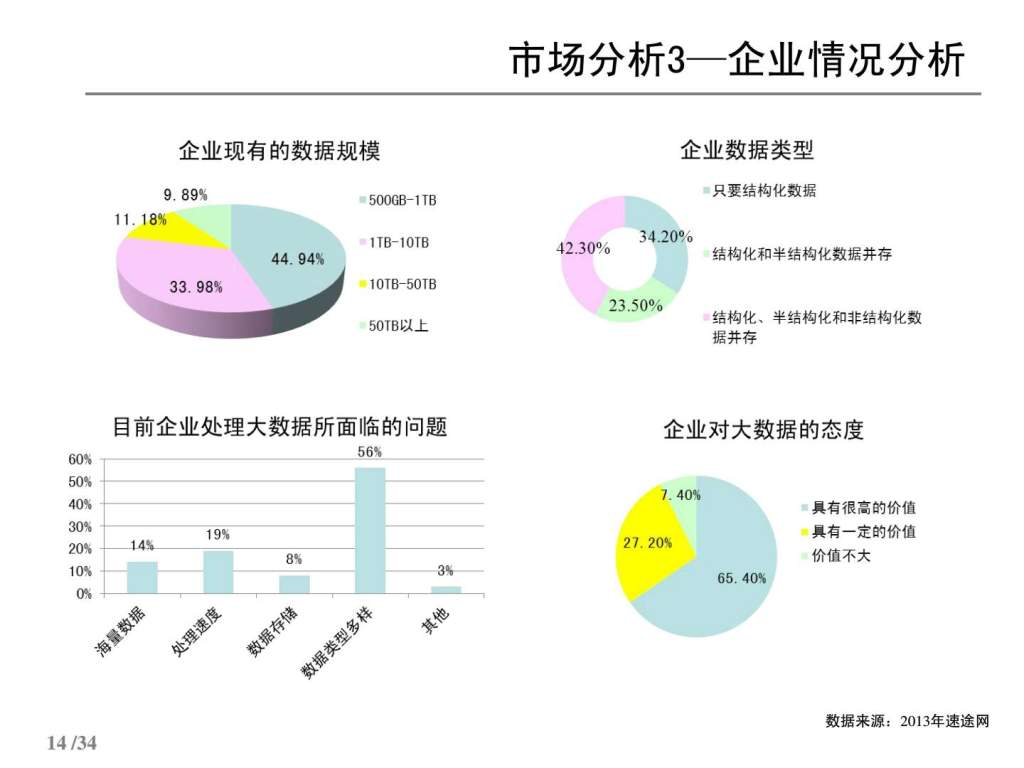 市场分析3—企业情况分析
企业现有的数据规模
9.89%
11.18%
44.94%
33.98%
500GB-1TB
1TB-10TB
10TB-50TB
50TB以上
企业数据类型
42.30%
34.20%
23.50%
只要结构化数据
结构化和半结构化数据并存
结构化、半结构化和非结构化数
据并存
目前企业处理大数据所面临的问题
60%
50%
40%
30%
20%
10%
0%
14%
19%
8%
56%
3%
海量数据
处理速度
数据存储
数据类型多样
其他
企业对大数据的态度
7.40%
27.20%
65.40%
具有很高的价值
具有一定的价值
价值不大
数据来源：2013年速途网
14 /34